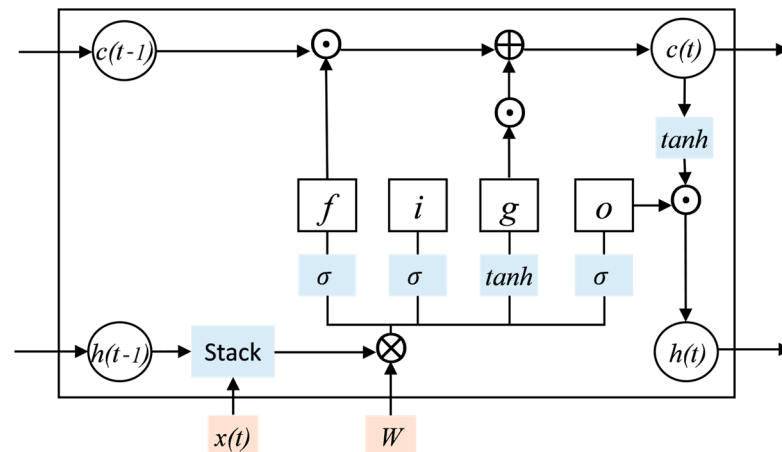 c(t-1)
c(t)
tanh
f i g o
σ σ tanh σ
h(t-1) Stack h(t)
x(t) W